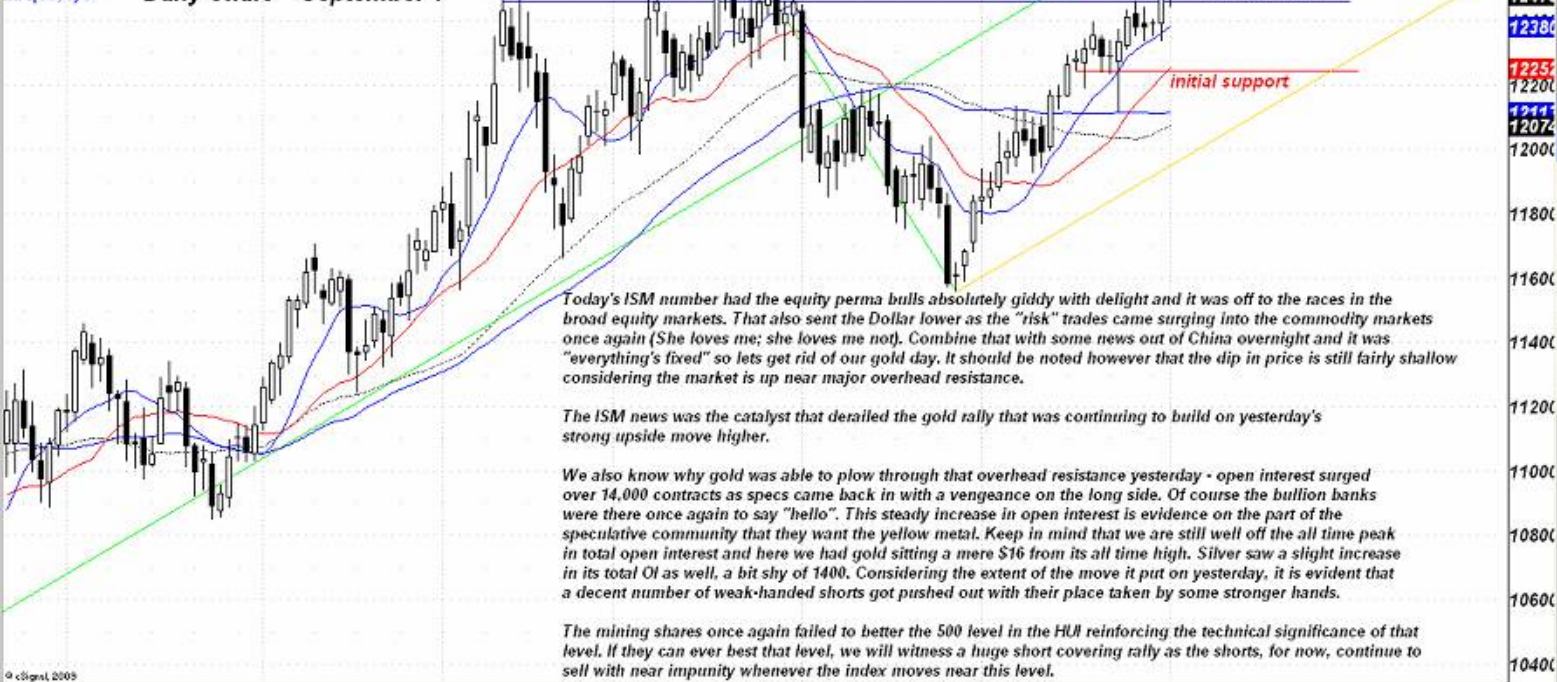 Daily Chart - September 1
12380
12252
initial support
12200
12117
12074
12000
11800
11600
Today's ISM number had the equity perma bulls absolutely giddy with delight and it was off to the races in the
broad equity markets. That also sent the Dollar lower as the "risk" trades came surging into the commodity markets
once again (She loves me; she loves me not). Combine that with some news out of China overnight and it was
"everything's fixed" so lets get rid of our gold day. It should be noted however that the dip in price is still fairly shallow
considering the market is up near major overhead resistance.
11400
11200
The ISM news was the catalyst that derailed the gold rally that was continuing to build on yesterday's
strong upside move higher.
11000
We also know why gold was able to plow through that overhead resistance yesterday - open interest surged
over 14,000 contracts as specs came back in with a vengeance on the long side. Of course the bullion banks
were there once again to say "hello". This steady increase in open interest is evidence on the part of the
speculative community that they want the yellow metal. Keep in mind that we are still well off the all time peak
in total open interest and here we had gold sitting a mere $16 from its all time high. Silver saw a slight increase
in its total OI as well, a bit shy of 1400. Considering the extent of the move it put on yesterday, it is evident that
a decent number of weak-handed shorts got pushed out with their place taken by some stronger hands.
10800
10600
The mining shares once again failed to better the 500 level in the HUI reinforcing the technical significance of that
level. If they can ever best that level, we will witness a huge short covering rally as the shorts, for now, continue to
sell with near impunity whenever the index moves near this level.
10400
© eSignal, 2009